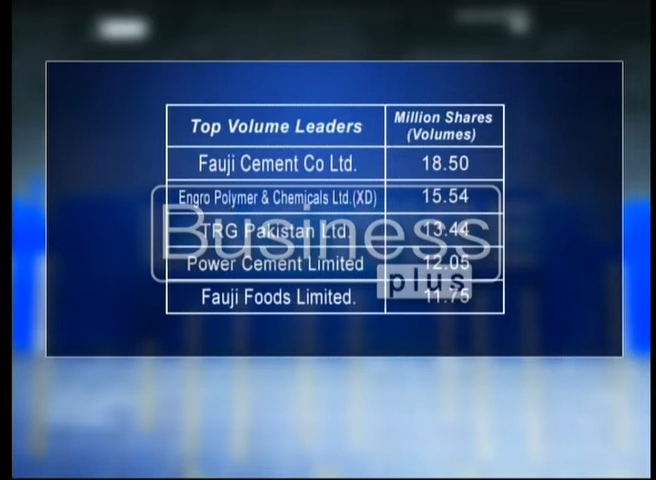 Top Volume Leaders
Million Shares
(Volumes)
Fauji Cement Co Ltd.
18.50
Engro Polymer & Chemicals Ltd.(XD)
15.54
TRG Pakistan Ltd.
13.44
Power Cement Limited
12.05
Fauji Foods Limited.
11.75
Business
plus